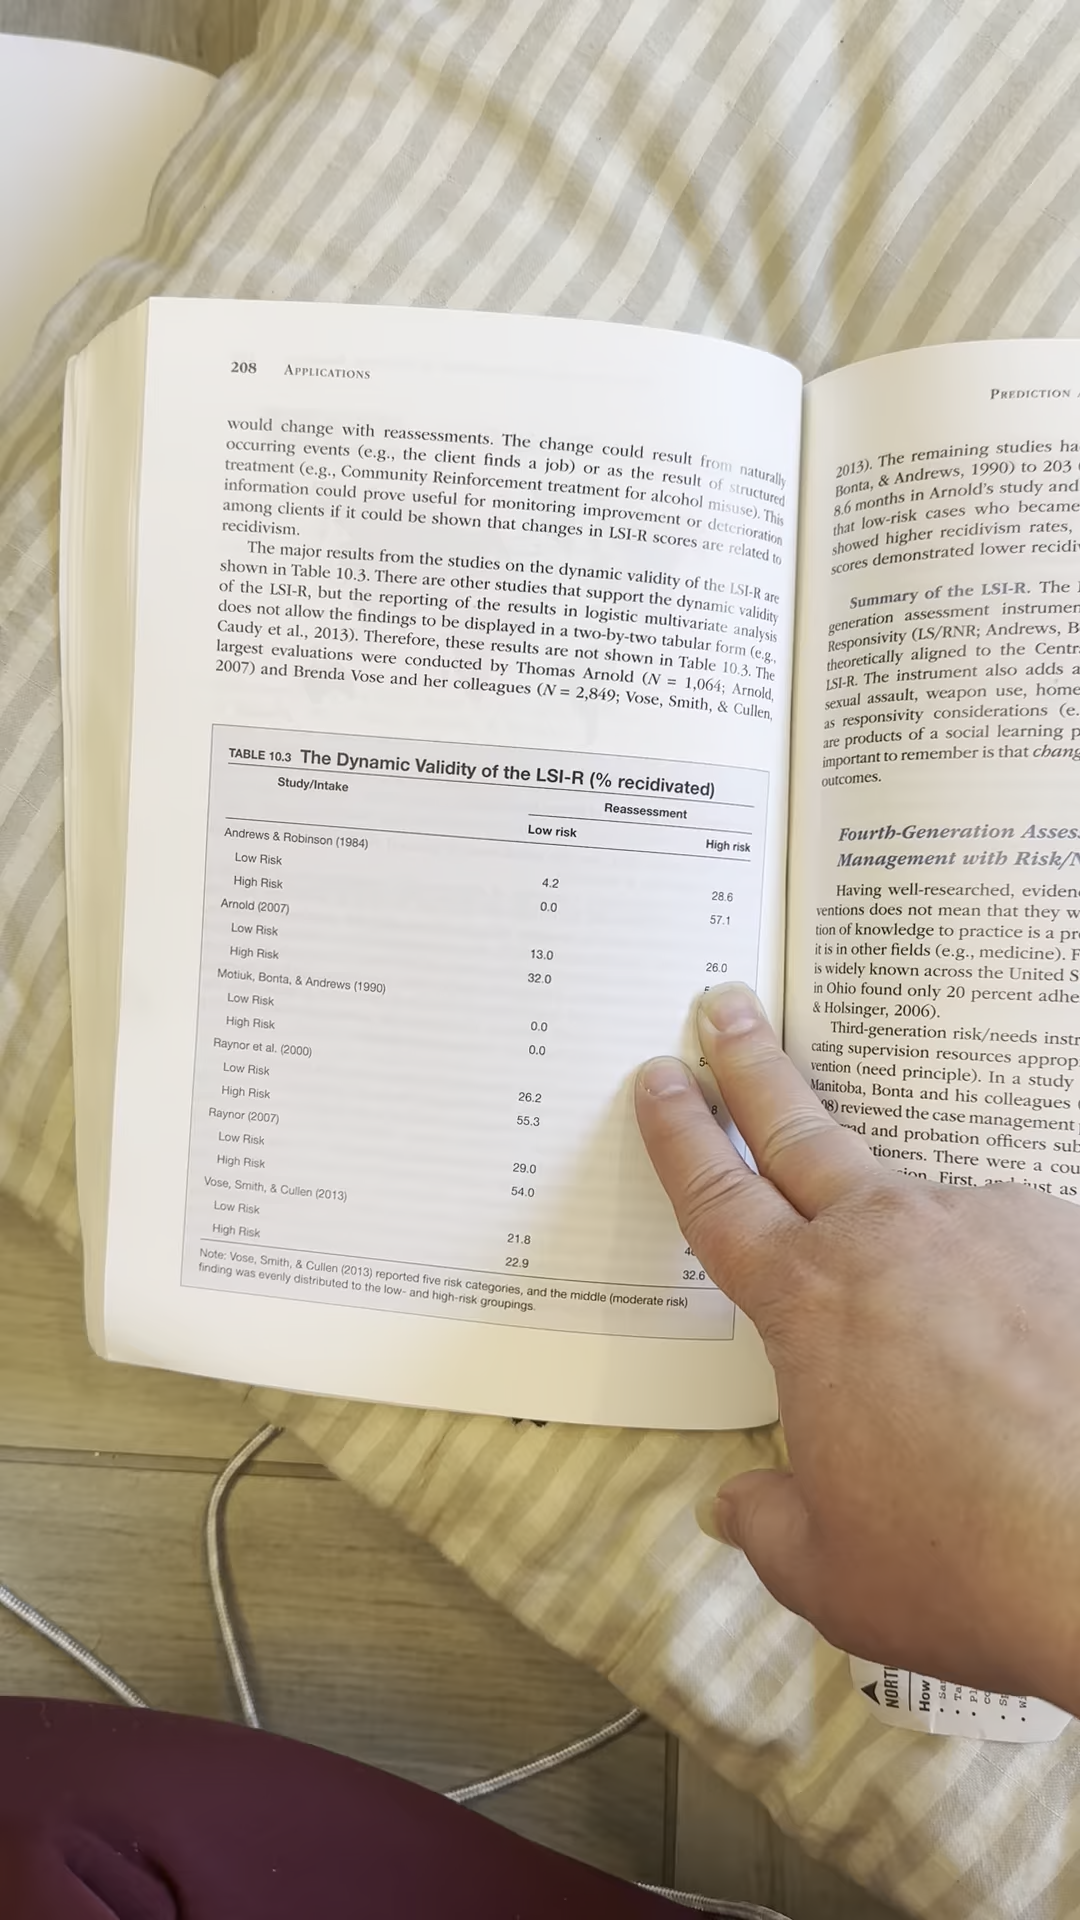 208 APPLICATIONS
would change with reassessments. The change could result from naturally
occurring events (e.g., the client finds a job) or as the result of structured
treatment (e.g., Community Reinforcement treatment for alcohol misuse). This
information could prove useful for monitoring improvement or deterioration
among clients if it could be shown that changes in LSI-R scores are related to
recidivism.
The major results from the studies on the dynamic validity of the LSI-R are
shown in Table 10.3. There are other studies that support the dynamic validity
of the LSI-R, but the reporting of the results in logistic multivariate analysis
does not allow the findings to be displayed in a two-by-two tabular form (e.g.,
Caudy et al., 2013). Therefore, these results are not shown in Table 10.3. The
largest evaluations were conducted by Thomas Arnold (N = 1,064; Arnold,
2007) and Brenda Vose and her colleagues (N = 2,849; Vose, Smith, & Cullen,
TABLE 10.3 The Dynamic Validity of the LSI-R (% recidivated)
Study/Intake Reassessment
Low risk High risk
Andrews & Robinson (1984)
Low Risk 4.2 28.6
High Risk 0.0 57.1
Arnold (2007)
Low Risk 13.0 26.0
High Risk 32.0
Motiuk, Bonta, & Andrews (1990)
Low Risk 0.0
High Risk 0.0
Raynor et al. (2000)
Low Risk 26.2
High Risk 55.3
Raynor (2007)
Low Risk 29.0
High Risk 54.0
Vose, Smith, & Cullen (2013)
Low Risk 21.8
High Risk 22.9 32.6
Note: Vose, Smith, & Cullen (2013) reported five risk categories, and the middle (moderate risk)
finding was evenly distributed to the low- and high-risk groupings.
PREDICTION
2013). The remaining studies
Bonta, & Andrews, 1990) to 203
8.6 months in Arnold's study and
that low-risk cases who became
showed higher recidivism rates,
scores demonstrated lower
Summary of the LSI-R. The
generation assessment
Responsivity (LS/RNR; Andrews,
theoretically aligned to the
LSI-R. The instrument also adds
sexual assault, weapon use,
as responsivity considerations
are products of a social learning
important to remember is that
outcomes.
Fourth-Generation
Management with
Having well-researched,
ventions does not mean that they
tion of knowledge to practice is a
it is in other fields (e.g., medicine).
is widely known across the United
in Ohio found only 20 percent
& Holsinger, 2006).
Third-generation risk/needs
cating supervision resources
vention (need principle). In a study
Manitoba, Bonta and his colleagues
reviewed the case management
and probation officers
There were a
First, just as
How